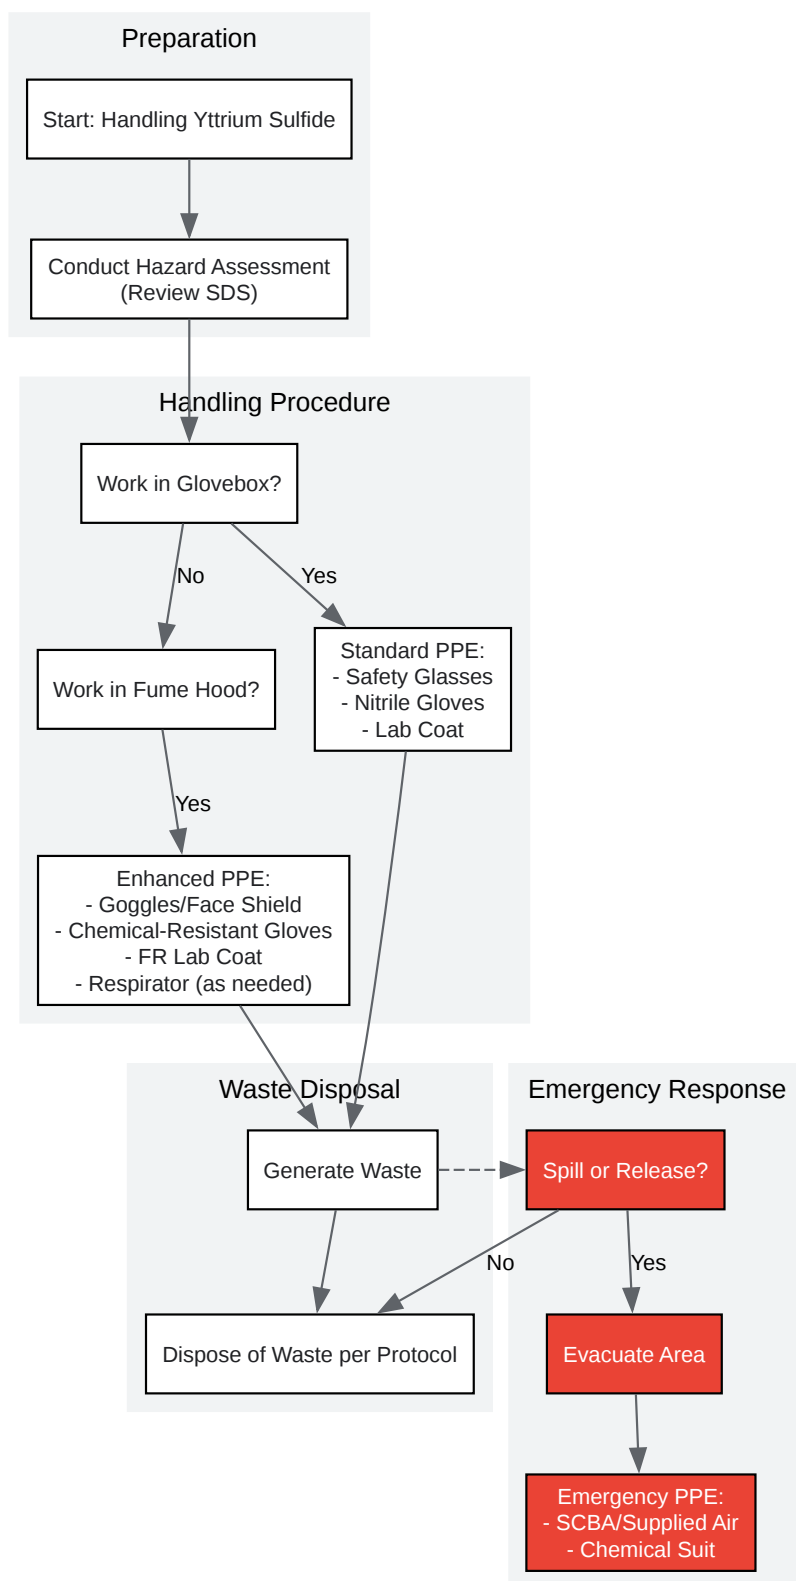 Preparation
Start: Handling Yttrium Sulfide
Conduct Hazard Assessment
(Review SDS)
Handling Procedure
Work in Glovebox?
No
Yes
Work in Fume Hood?
Standard PPE:
- Safety Glasses
- Nitrile Gloves
- Lab Coat
Yes
Enhanced PPE:
- Goggles/Face Shield
- Chemical-Resistant Gloves
- FR Lab Coat
- Respirator (as needed)
Waste Disposal
Generate Waste
Dispose of Waste per Protocol
Emergency Response
Spill or Release?
No
Yes
Evacuate Area
Emergency PPE:
- SCBA/Supplied Air
- Chemical Suit